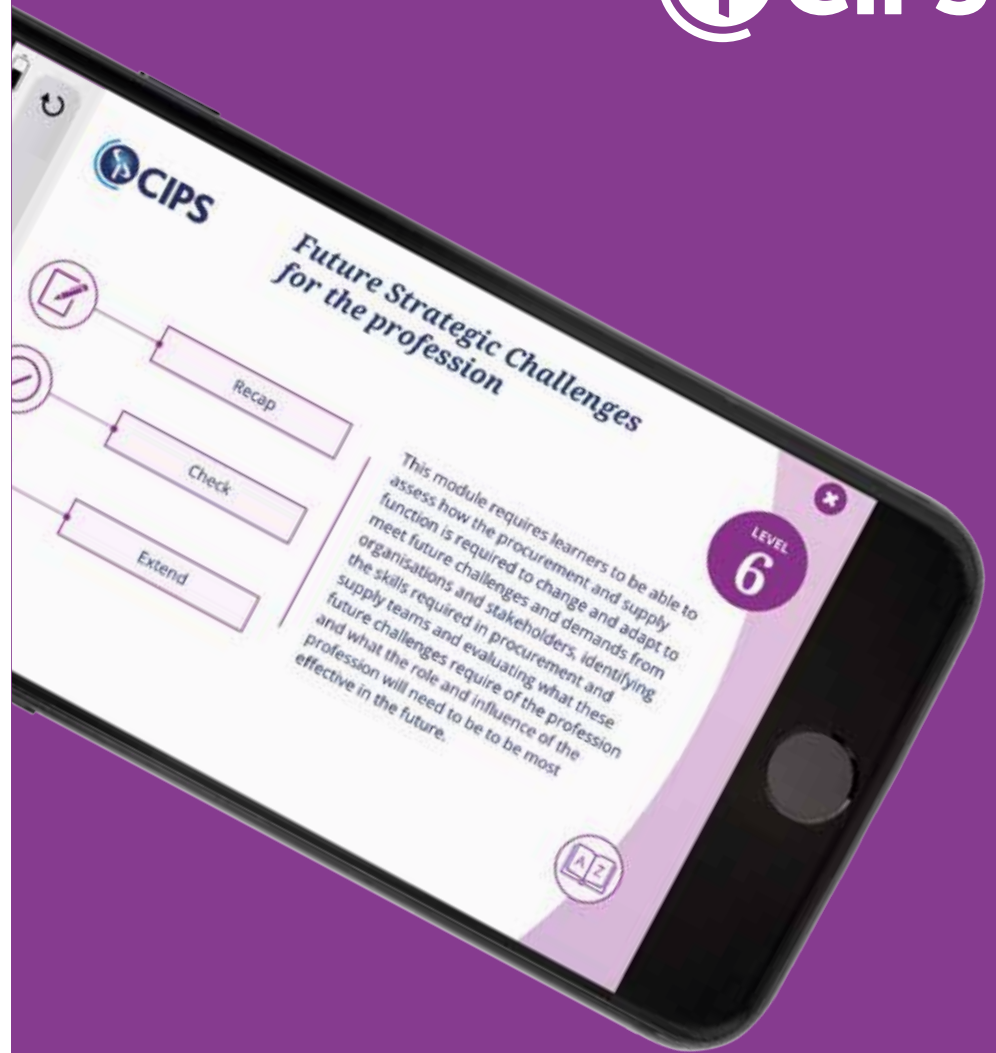 CIPS
CIPS
Future Strategic Challenges
for the profession
Recap
Check
Extend
This module requires learners to be able to
assess how the procurement and supply
function is required to change and adapt to
meet future challenges and demands from
organisations and stakeholders, identifying
the skills required in procurement and
supply teams and evaluating what these
future challenges require of the profession
and what the role and influence of the
profession will need to be to be most
effective in the future.
LEVEL
6
A Z